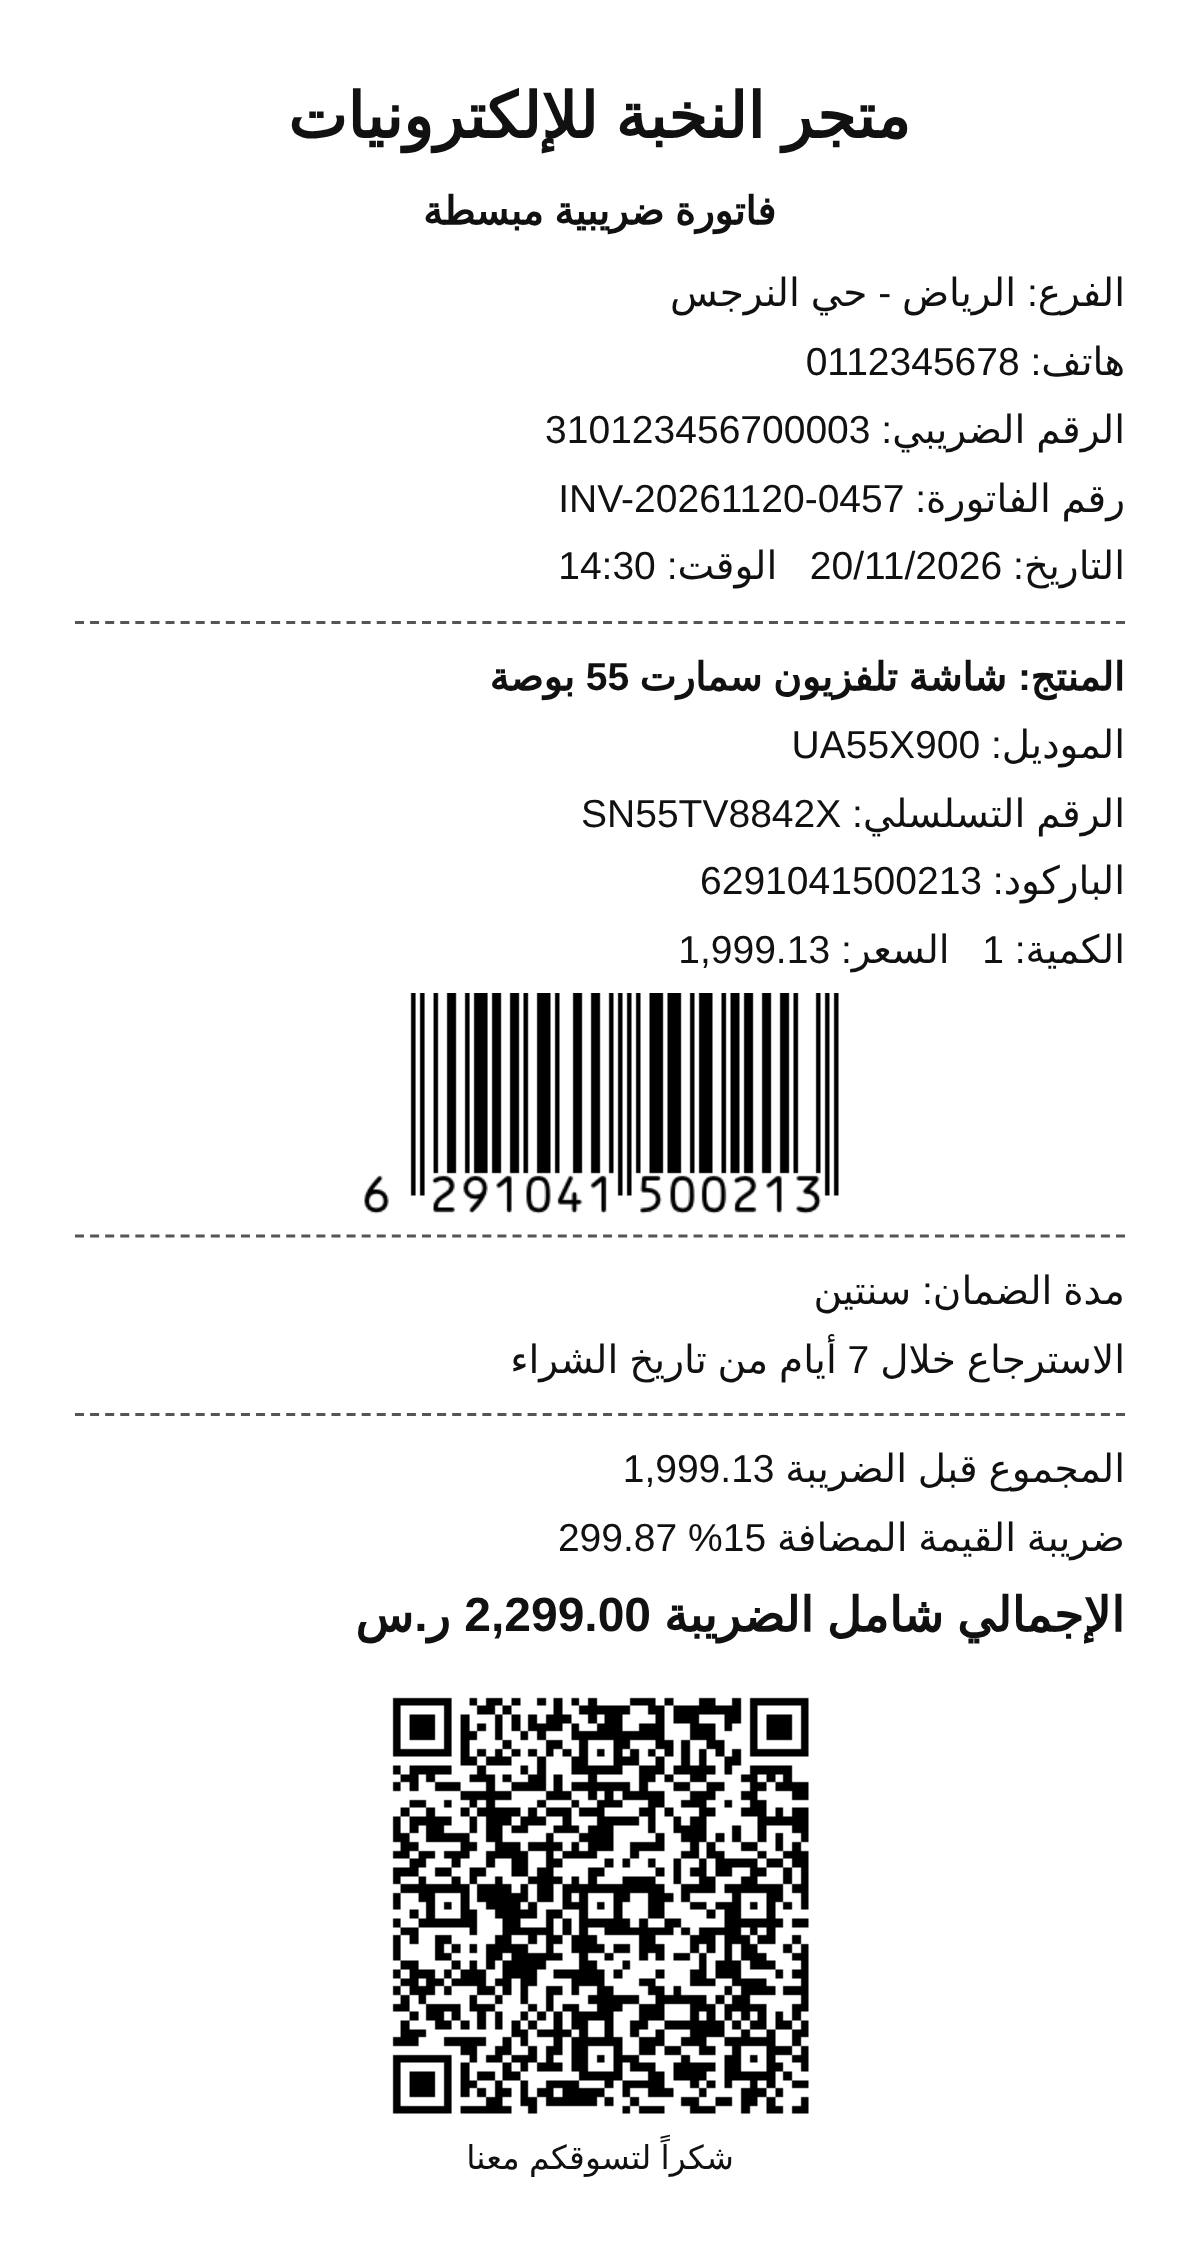 متجر النخبة للإلكترونيات
فاتورة ضريبية مبسطة
الفرع: الرياض - حي النرجس
هاتف: 0112345678
الرقم الضريبي: 310123456700003
رقم الفاتورة: INV-20261120-0457
التاريخ: 20/11/2026   الوقت: 14:30
المنتج: شاشة تلفزيون سمارت 55 بوصة
الموديل: UA55X900
الرقم التسلسلي: SN55TV8842X
الباركود: 6291041500213
الكمية: 1   السعر: 1,999.13
6 291041 500213
مدة الضمان: سنتين
الاسترجاع خلال 7 أيام من تاريخ الشراء
المجموع قبل الضريبة 1,999.13
ضريبة القيمة المضافة 15% 299.87
الإجمالي شامل الضريبة 2,299.00 ر.س
شكراً لتسوقكم معنا